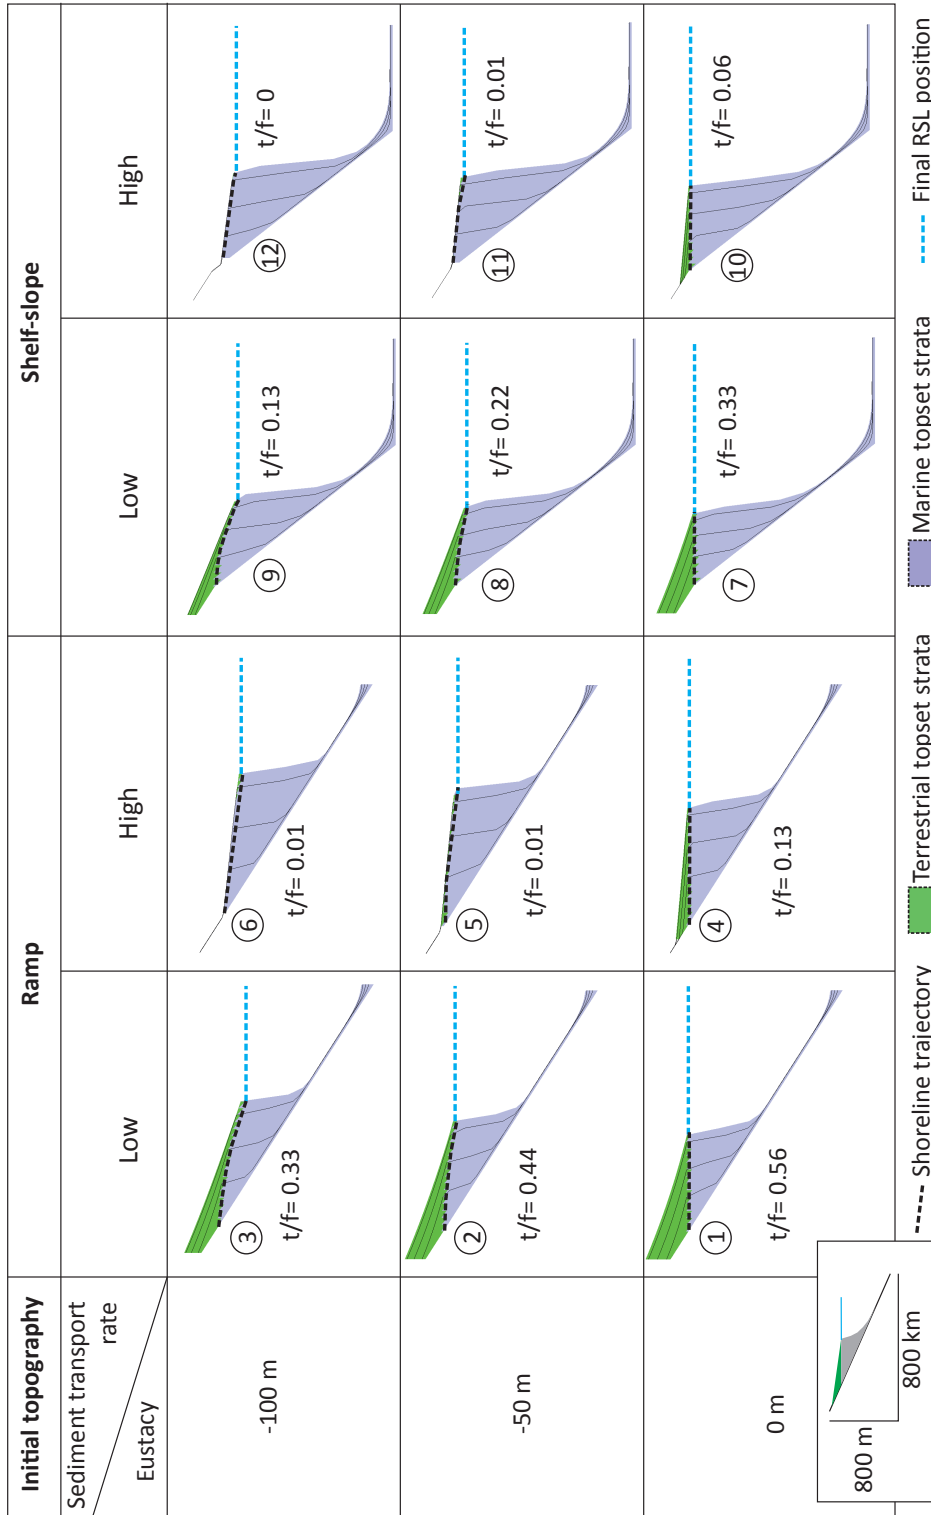 Initial topography
Ramp
Shelf-slope
Sediment transport
rate
Eustacy
Low
High
Low
High
-100 m
3
t/f= 0.33
6
t/f= 0.01
9
t/f= 0.13
12
t/f= 0
-50 m
2
t/f= 0.44
5
t/f= 0.01
8
t/f= 0.22
11
t/f= 0.01
0 m
1
t/f= 0.56
4
t/f= 0.13
7
t/f= 0.33
10
t/f= 0.06
800 m
800 km
Shoreline traiectory
Terrestrial topset strata
Marine topset strata
Final RSL position